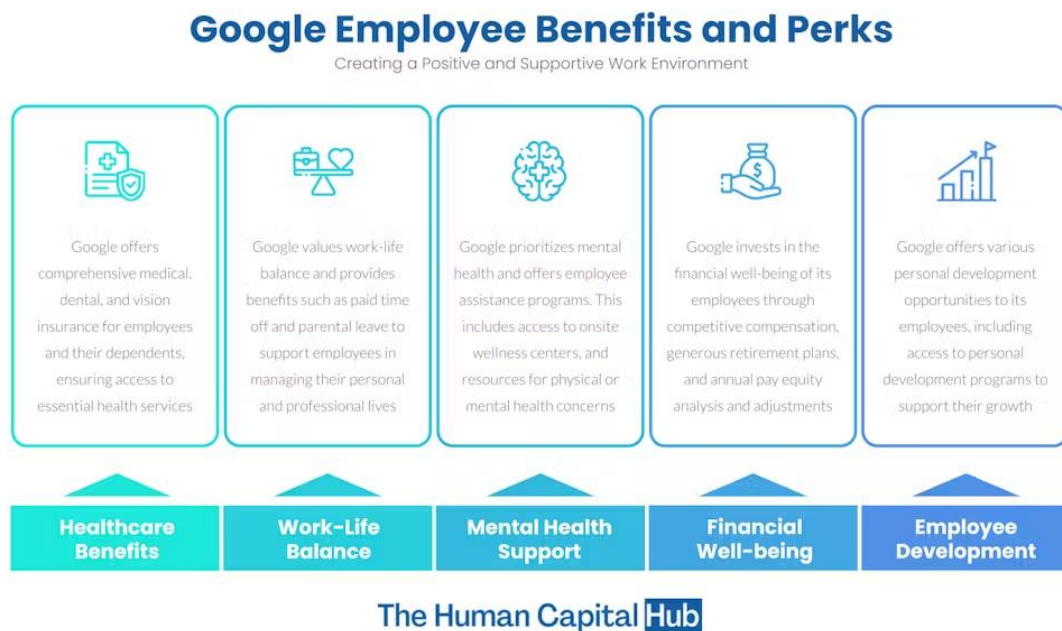 Google Employee Benefits and Perks
Creating a Positive and Supportive Work Environment
Google offers
comprehensive medical,
dental, and vision
insurance for employees
and their dependents,
ensuring access to
essential health services
Google values work-life
balance and provides
benefits such as paid time
off and parental leave to
support employees in
managing their personal
and professional lives
Google prioritizes mental
health and offers employee
assistance programs. This
includes access to onsite
wellness centers, and
resources for physical or
mental health concerns
$
Google invests in the
financial well-being of its
employees through
competitive compensation,
generous retirement plans,
and annual pay equity
analysis and adjustments
Google offers various
personal development
opportunities to its
employees, including
access to personal
development programs to
support their growth
Healthcare
Benefits
Work-Life
Balance
Mental Health
Support
Financial
Well-being
Employee
Development
The Human Capital Hub